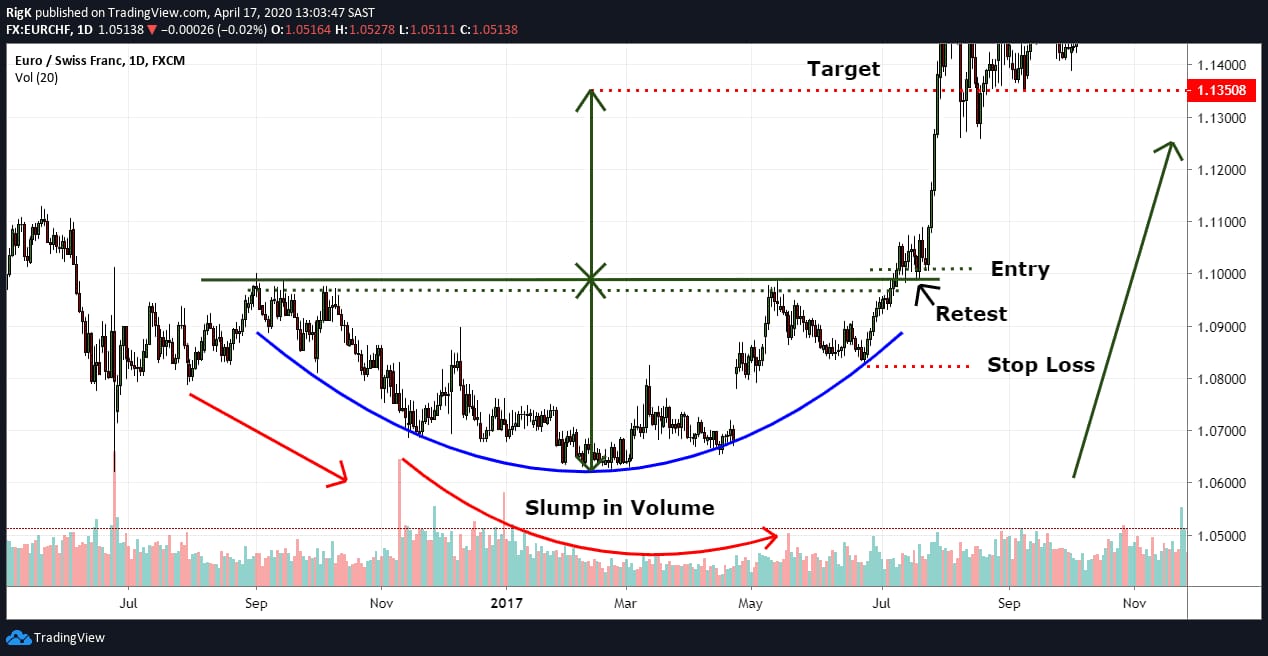 RigK published on TradingView.com, April 17, 2020 13:03:47 SAST
FX:EURCHF, 1D 1.05138 ▼ −0.00026 (−0.02%) O:1.05164 H:1.05278 L:1.05111 C:1.05138
Euro / Swiss Franc, 1D, FXCM
Vol (20)
Target
1.14000
1.13508
1.13000
1.12000
1.11000
Entry
1.10000
Retest
1.09000
Stop Loss
1.08000
1.07000
1.06000
Slump in Volume
1.05000
Jul Sep Nov 2017 Mar May Jul Sep Nov
TradingView